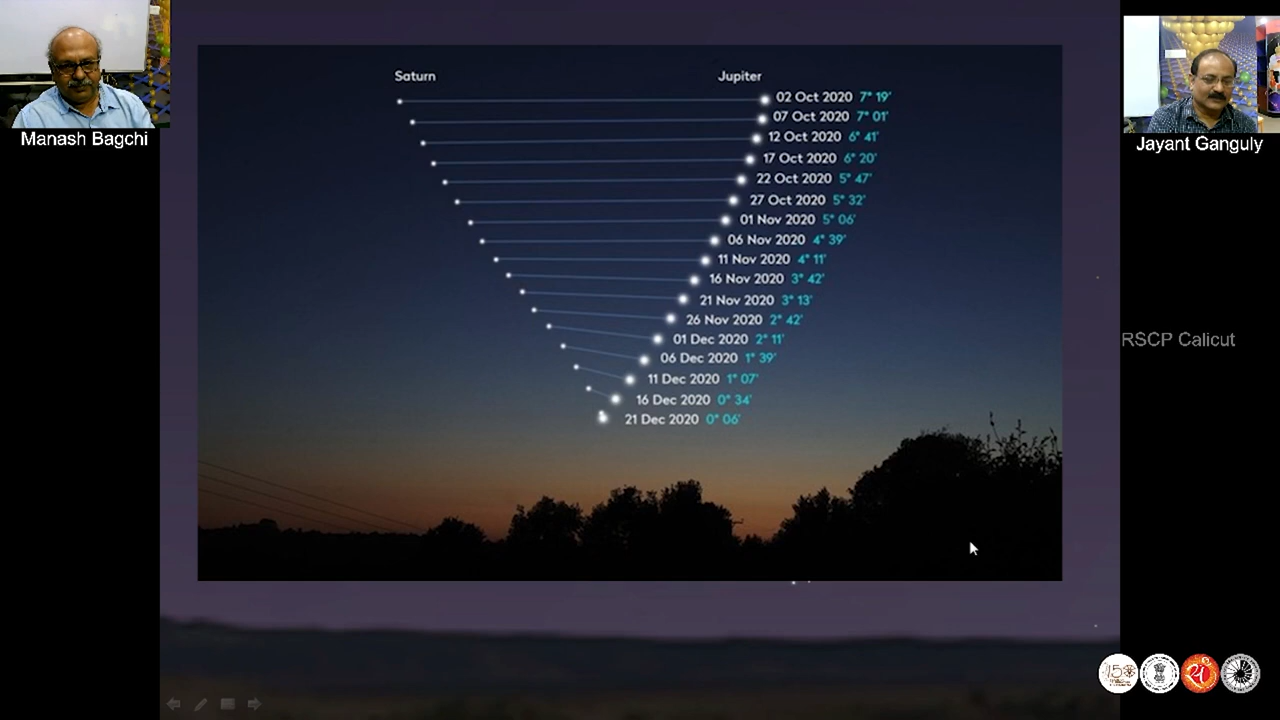 Manash Bagchi
Saturn
Jupiter
02 Oct 2020 7° 19'
07 Oct 2020 7° 01'
12 Oct 2020 6° 41'
17 Oct 2020 6° 20'
22 Oct 2020 5° 47'
27 Oct 2020 5° 32'
01 Nov 2020 5° 06'
06 Nov 2020 4° 39'
11 Nov 2020 4° 11'
16 Nov 2020 3° 42'
21 Nov 2020 3° 13'
26 Nov 2020 2° 42'
01 Dec 2020 2° 11'
06 Dec 2020 1° 39'
11 Dec 2020 1° 07'
16 Dec 2020 0° 34'
21 Dec 2020 0° 06'
Jayant Ganguly
RSCP Calicut